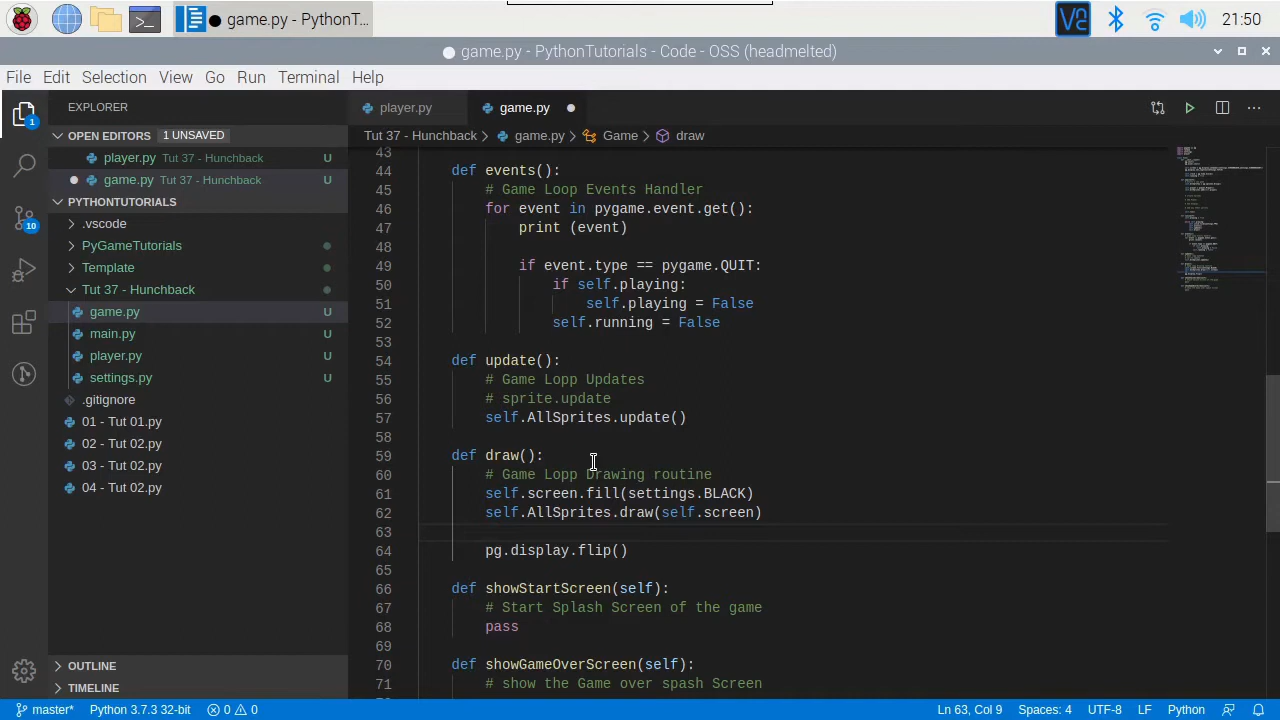 game.py - PythonT...
21:50
game.py - PythonTutorials - Code - OSS (headmelted)
File Edit Selection View Go Run Terminal Help
EXPLORER
OPEN EDITORS 1 UNSAVED
player.py Tut 37 - Hunchback U
game.py Tut 37 - Hunchback U
PYTHONTUTORIALS
.vscode
PyGameTutorials
Template
Tut 37 - Hunchback
game.py U
main.py U
player.py U
settings.py U
.gitignore
01 - Tut 01.py
02 - Tut 02.py
03 - Tut 02.py
04 - Tut 02.py
OUTLINE
TIMELINE
1
10
player.py game.py
Tut 37 - Hunchback > game.py > Game > draw
43
44 def events():
45 # Game Loop Events Handler
46 for event in pygame.event.get():
47 print (event)
48
49 if event.type == pygame.QUIT:
50 if self.playing:
51 self.playing = False
52 self.running = False
53
54 def update():
55 # Game Lopp Updates
56 # sprite.update
57 self.AllSprites.update()
58
59 def draw():
60 # Game Lopp Drawing routine
61 self.screen.fill(settings.BLACK)
62 self.AllSprites.draw(self.screen)
63
64 pg.display.flip()
65
66 def showStartScreen(self):
67 # Start Splash Screen of the game
68 pass
69
70 def showGameOverScreen(self):
71 # show the Game over spash Screen
master* Python 3.7.3 32-bit 0 0 Ln 63, Col 9 Spaces: 4 UTF-8 LF Python